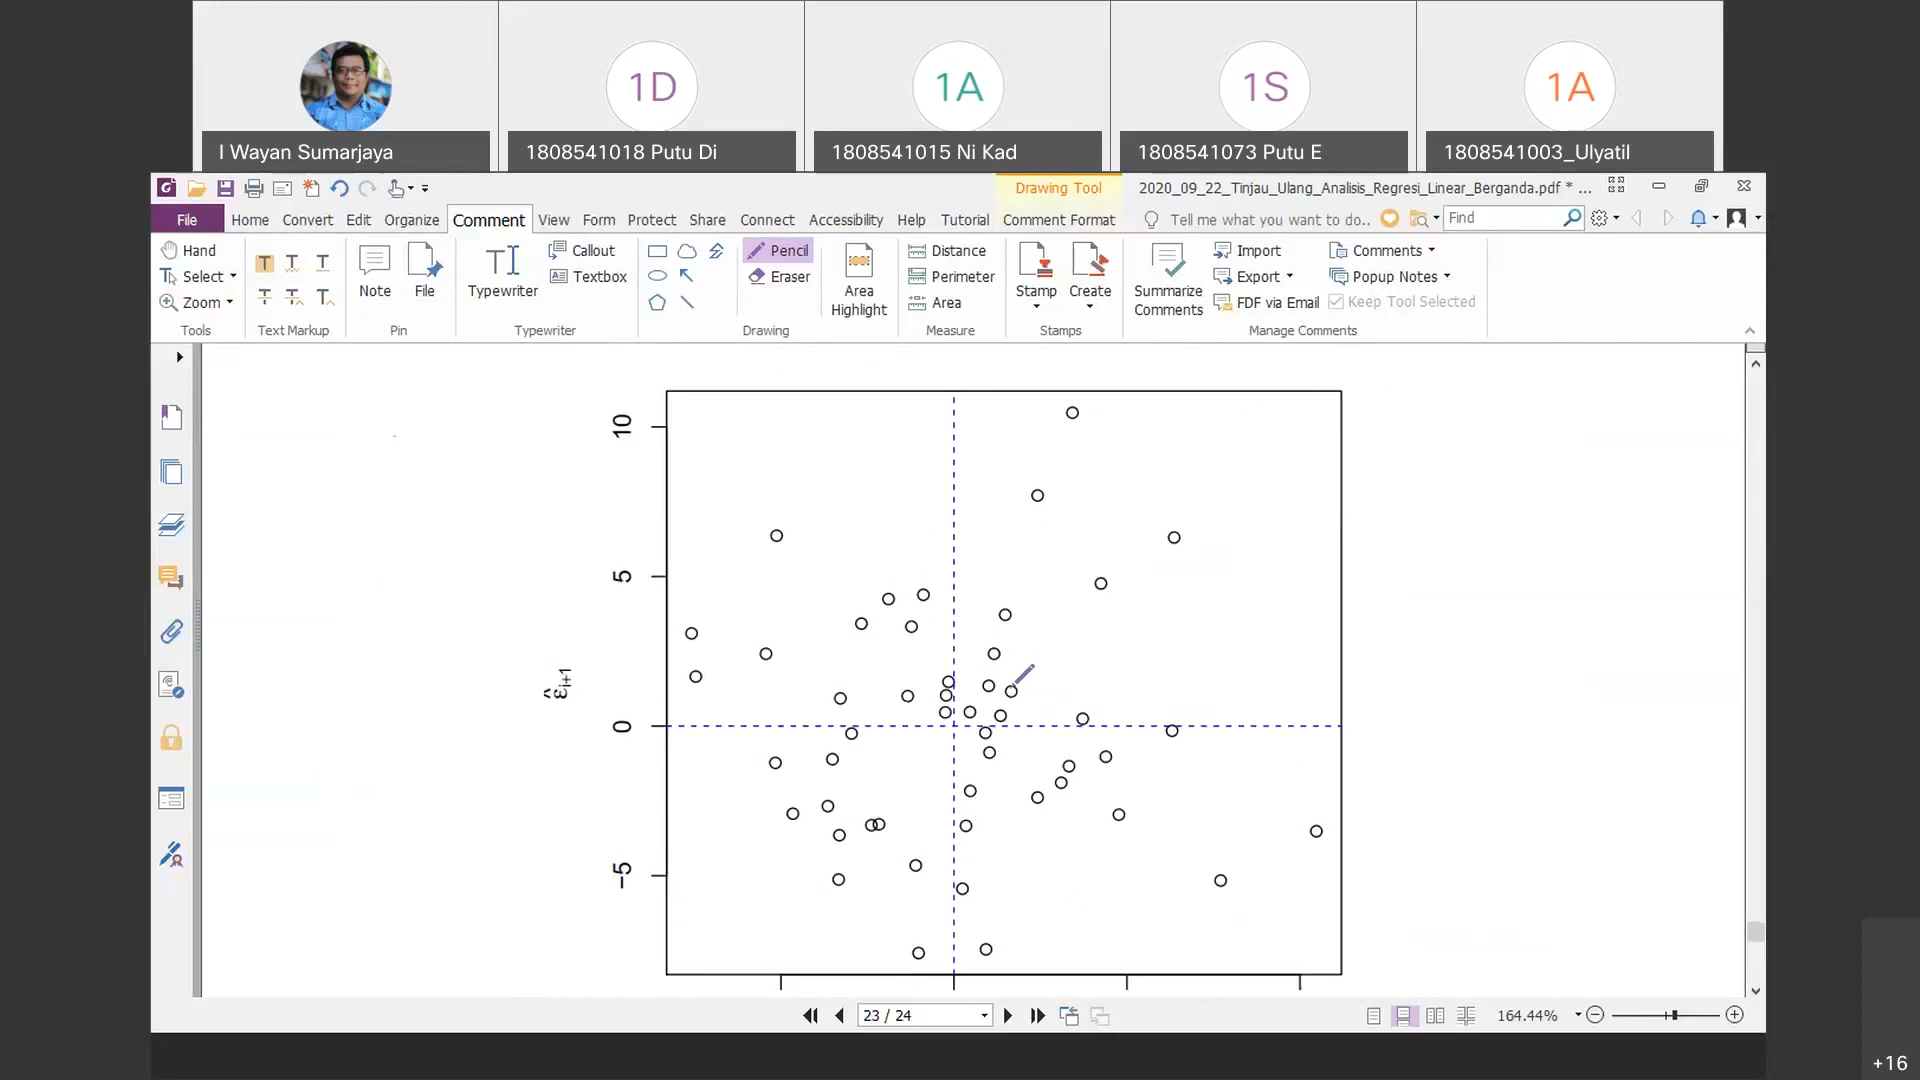 1D
1A
1S
1A
I Wayan Sumarjaya
1808541018 Putu Di
1808541015 Ni Kad
1808541073 Putu E
1808541003_Ulyatil
Drawing Tool
2020_09_22_Tinjau_Ulang_Analisis_Regresi_Linear_Berganda.pdf * ...
File
Home
Convert
Edit
Organize
Comment
View
Form
Protect
Share
Connect
Accessibility
Help
Tutorial
Comment Format
Tell me what you want to do..
Find
Hand
Select
Zoom
Tools
Text Markup
Note
File
Pin
Typewriter
Callout
Textbox
Typewriter
Pencil
Eraser
Area Highlight
Drawing
Distance
Perimeter
Area
Measure
Stamp
Create
Stamps
Summarize Comments
Import
Export
FDF via Email
Comments
Popup Notes
Keep Tool Selected
Manage Comments
10
5
0
−5
ε̂i+1
23 / 24
164.44%
+16